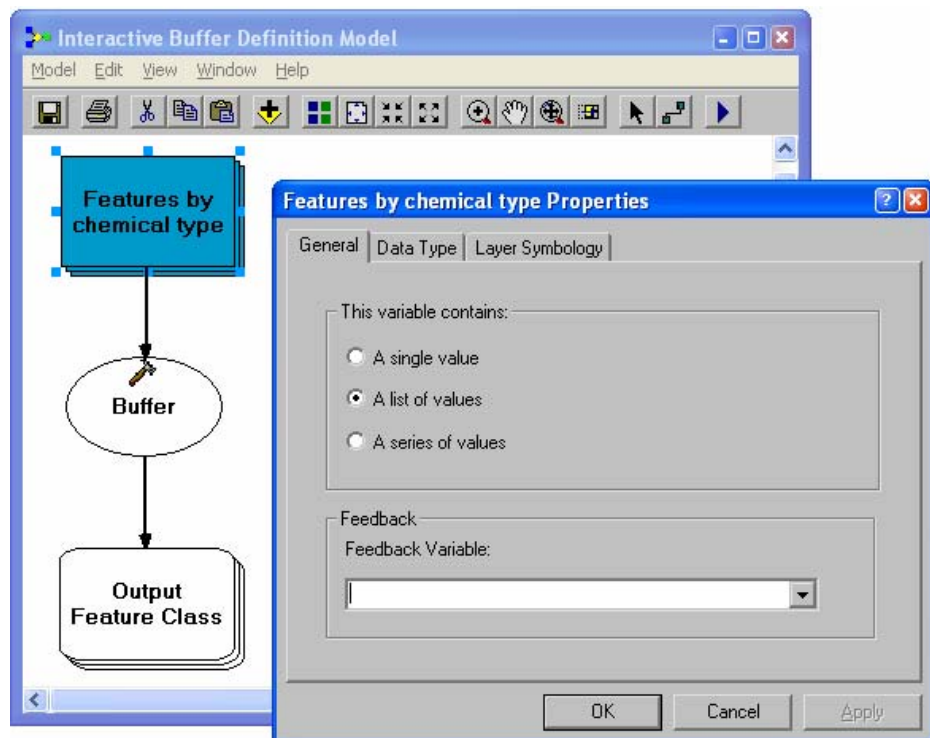 Interactive Buffer Definition Model
Model Edit View Window Help
Features by
chemical type
Buffer
Output
Feature Class
Features by chemical type Properties
General Data Type Layer Symbology
This variable contains:
A single value
A list of values
A series of values
Feedback
Feedback Variable:
OK Cancel Apply